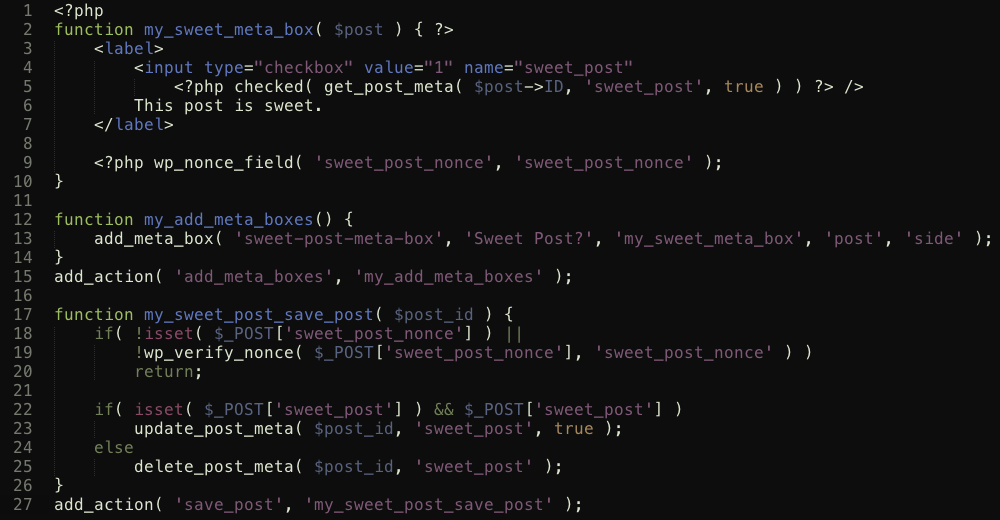 1 <?php
2 function my_sweet_meta_box( $post ) { ?>
3     <label>
4         <input type="checkbox" value="1" name="sweet_post"
5             <?php checked( get_post_meta( $post->ID, 'sweet_post', true ) ) ?> />
6         This post is sweet.
7     </label>
8
9     <?php wp_nonce_field( 'sweet_post_nonce', 'sweet_post_nonce' );
10 }
11
12 function my_add_meta_boxes() {
13     add_meta_box( 'sweet-post-meta-box', 'Sweet Post?', 'my_sweet_meta_box', 'post', 'side' );
14 }
15 add_action( 'add_meta_boxes', 'my_add_meta_boxes' );
16
17 function my_sweet_post_save_post( $post_id ) {
18     if( !isset( $_POST['sweet_post_nonce'] ) ||
19         !wp_verify_nonce( $_POST['sweet_post_nonce'], 'sweet_post_nonce' ) )
20         return;
21
22     if( isset( $_POST['sweet_post'] ) && $_POST['sweet_post'] )
23         update_post_meta( $post_id, 'sweet_post', true );
24     else
25         delete_post_meta( $post_id, 'sweet_post' );
26 }
27 add_action( 'save_post', 'my_sweet_post_save_post' );